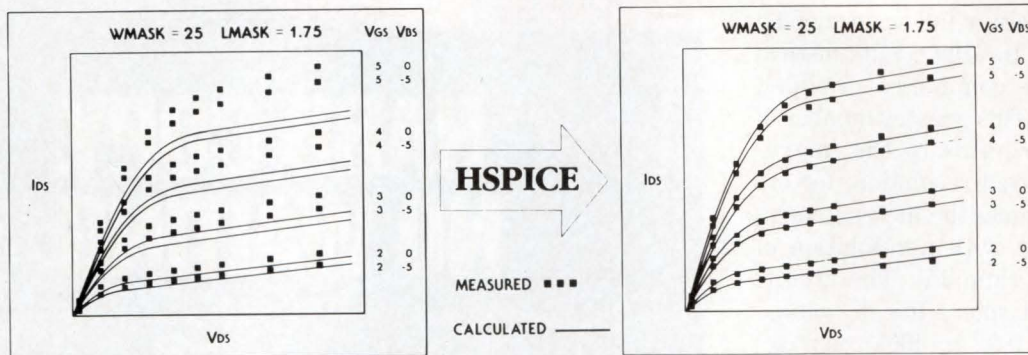 WMASK = 25 LMASK = 1.75 VGS VBS
5 0
5 -5
4 0
4 -5
3 0
3 -5
2 0
2 -5
IDS
VDS
HSPICE
MEASURED
CALCULATED
WMASK = 25 LMASK = 1.75 VGS VBS
5 0
5 -5
4 0
4 -5
3 0
3 -5
2 0
2 -5
IDS
VDS